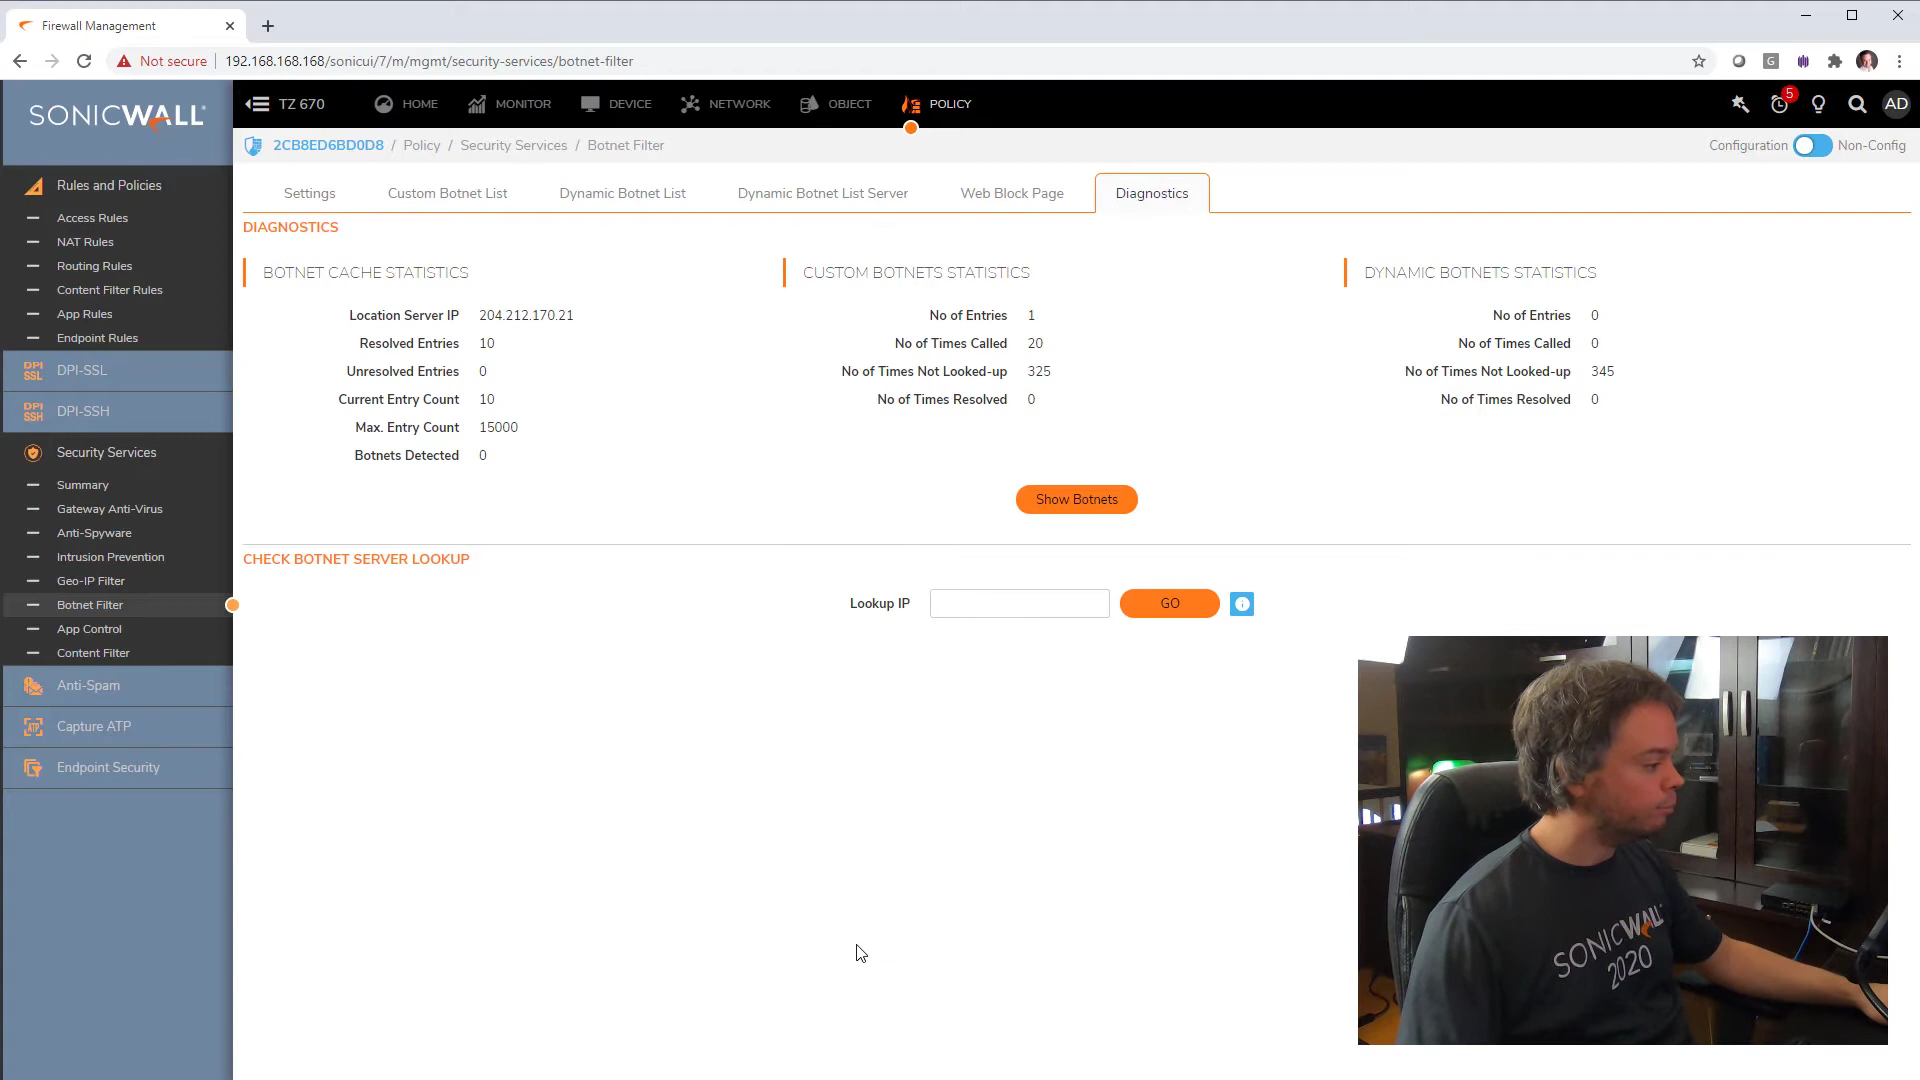 Firewall Management
Not secure
192.168.168.168/sonicui/7/m/mgmt/security-services/botnet-filter
SONICWALL
TZ 670
HOME
MONITOR
DEVICE
NETWORK
OBJECT
POLICY
5
AD
2CB8ED6BD0D8 / Policy / Security Services / Botnet Filter
Configuration
Non-Config
Rules and Policies
Access Rules
NAT Rules
Routing Rules
Content Filter Rules
App Rules
Endpoint Rules
DPI SSL
DPI-SSL
DPI SSH
DPI-SSH
Security Services
Summary
Gateway Anti-Virus
Anti-Spyware
Intrusion Prevention
Geo-IP Filter
Botnet Filter
App Control
Content Filter
Anti-Spam
ATP
Capture ATP
Endpoint Security
Settings
Custom Botnet List
Dynamic Botnet List
Dynamic Botnet List Server
Web Block Page
Diagnostics
DIAGNOSTICS
BOTNET CACHE STATISTICS
Location Server IP 204.212.170.21
Resolved Entries 10
Unresolved Entries 0
Current Entry Count 10
Max. Entry Count 15000
Botnets Detected 0
CUSTOM BOTNETS STATISTICS
No of Entries 1
No of Times Called 20
No of Times Not Looked-up 325
No of Times Resolved 0
DYNAMIC BOTNETS STATISTICS
No of Entries 0
No of Times Called 0
No of Times Not Looked-up 345
No of Times Resolved 0
Show Botnets
CHECK BOTNET SERVER LOOKUP
Lookup IP
GO
SONICWALL
2020